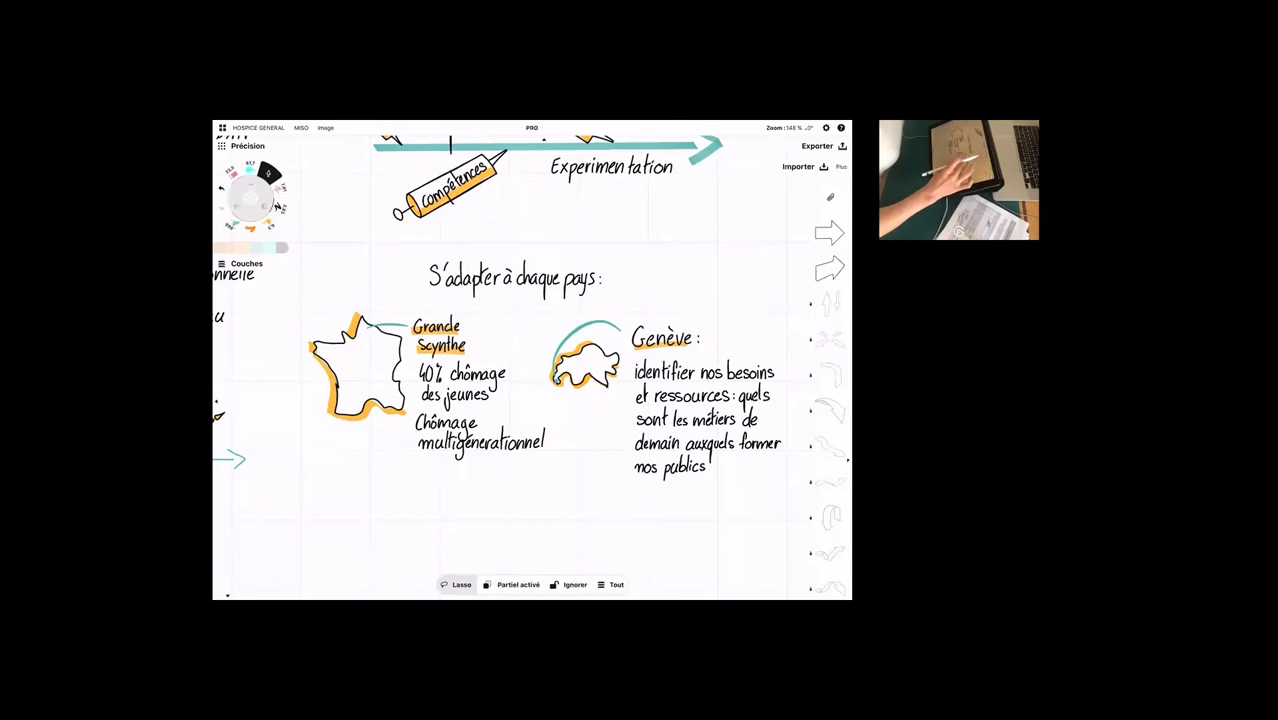 HOSPICE GENERAL MISO Image PRO Zoom : 148 % 0°
Précision
Exporter
Importer Plus
compétences
Experimentation
Couches
nnelle
S'adapter à chaque pays :
Grande
Scynthe
40% chômage
des jeunes
Chômage
multigénerationnel
Genève :
identifier nos besoins
et ressources : quels
sont les métiers de
demain auxquels former
nos publics
Lasso Partiel activé Ignorer Tout